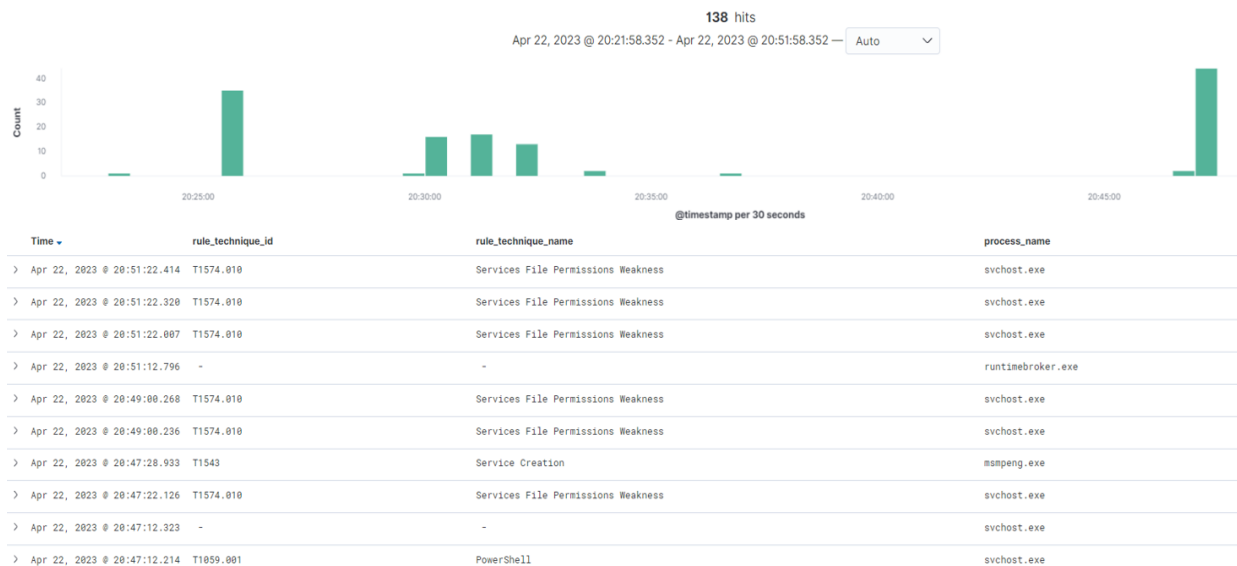 138 hits
Apr 22, 2023 @ 20:21:58.352 - Apr 22, 2023 @ 20:51:58.352 — Auto
Count
40
30
20
10
0
20:25:00 20:30:00 20:35:00 20:40:00 20:45:00
@timestamp per 30 seconds
Time rule_technique_id rule_technique_name process_name
Apr 22, 2023 @ 20:51:22.414 T1574.010 Services File Permissions Weakness svchost.exe
Apr 22, 2023 @ 20:51:22.320 T1574.010 Services File Permissions Weakness svchost.exe
Apr 22, 2023 @ 20:51:22.007 T1574.010 Services File Permissions Weakness svchost.exe
Apr 22, 2023 @ 20:51:12.796 - - runtimebroker.exe
Apr 22, 2023 @ 20:49:00.268 T1574.010 Services File Permissions Weakness svchost.exe
Apr 22, 2023 @ 20:49:00.236 T1574.010 Services File Permissions Weakness svchost.exe
Apr 22, 2023 @ 20:47:28.933 T1543 Service Creation msmpeng.exe
Apr 22, 2023 @ 20:47:22.126 T1574.010 Services File Permissions Weakness svchost.exe
Apr 22, 2023 @ 20:47:12.323 - - svchost.exe
Apr 22, 2023 @ 20:47:12.214 T1059.001 PowerShell svchost.exe